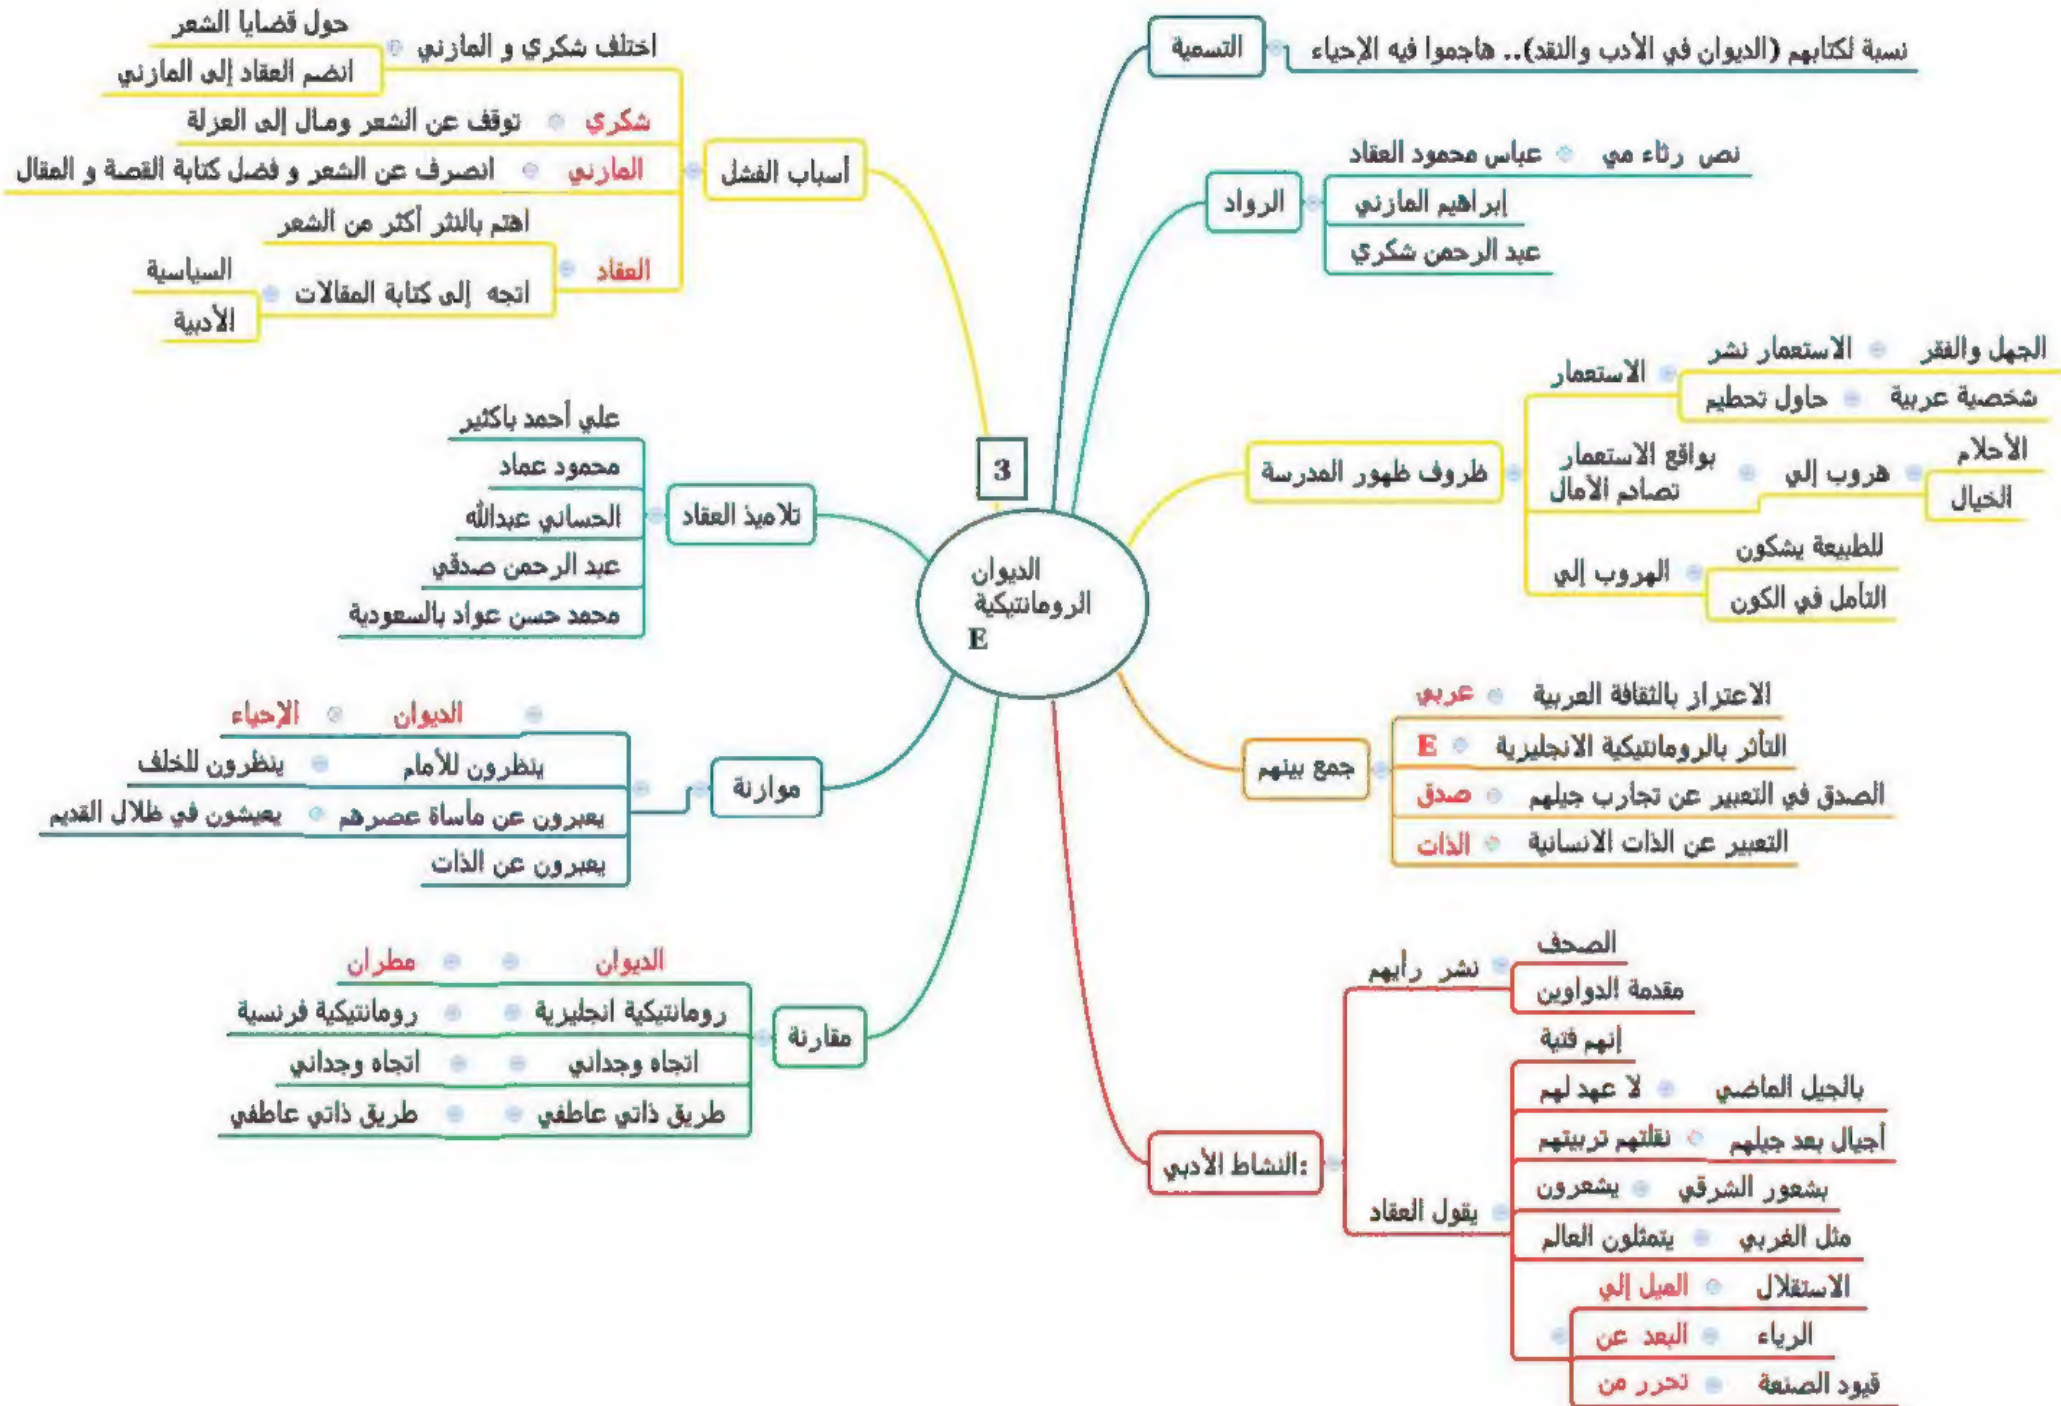 3
الديوان
الرومانتيكية
E
التسمية
نسبة لكتابهم (الديوان في الأدب والنقد).. هاجموا فيه الإحياء
الرواد
نص رثاء مي عباس محمود العقاد
إبراهيم المازني
عبد الرحمن شكري
ظروف ظهور المدرسة
الاستعمار
الجهل والفقر الاستعمار نشر
شخصية عربية حاول تحطيم
بواقع الاستعمار
تصادم الأمال
هروب إلي
الأحلام
الخيال
الهروب إلي
للطبيعة يشكون
التأمل في الكون
جمع بينهم
الاعتزاز بالثقافة العربية عربي
التأثر بالرومانتيكية الانجليزية E
الصدق في التعبير عن تجارب جيلهم صدق
التعبير عن الذات الانسانية الذات
النشاط الأدبي:
نشر رأيهم
الصحف
مقدمة الدواوين
يقول العقاد
إنهم فتية
بالجيل الماضي لا عهد لهم
أجيال بعد جيلهم نقلتهم تربيتهم
بشعور الشرقي يشعرون
مثل الغربي يتمثلون العالم
الاستقلال الميل إلي
الرياء البعد عن
قيود الصنعة تحرر من
أسباب الفشل
اختلف شكري و المازني
حول قضايا الشعر
انضم العقاد إلى المازني
شكري توقف عن الشعر ومال إلى العزلة
المازني انصرف عن الشعر و فضل كتابة القصة و المقال
العقاد
اهتم بالنثر أكثر من الشعر
اتجه إلى كتابة المقالات
السياسية
الأدبية
تلاميذ العقاد
علي أحمد باكثير
محمود عماد
الحساني عبدالله
عبد الرحمن صدقي
محمد حسن عواد بالسعودية
موازنة
الديوان الإحياء
ينظرون للأمام ينظرون للخلف
يعبرون عن مأساة عصرهم يعيشون في ظلال القديم
يعبرون عن الذات
مقارنة
الديوان مطران
رومانتيكية انجليزية رومانتيكية فرنسية
اتجاه وجداني اتجاه وجداني
طريق ذاتي عاطفي طريق ذاتي عاطفي